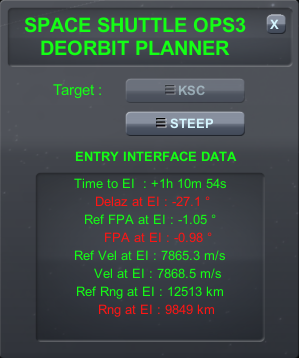 SPACE SHUTTLE OPS3
DEORBIT PLANNER
X
Target :
KSC
STEEP
ENTRY INTERFACE DATA
Time to EI : +1h 10m 54s
Delaz at EI : -27.1 °
Ref FPA at EI : -1.05 °
FPA at EI : -0.98 °
Ref Vel at EI : 7865.3 m/s
Vel at EI : 7868.5 m/s
Ref Rng at EI : 12513 km
Rng at EI : 9849 km